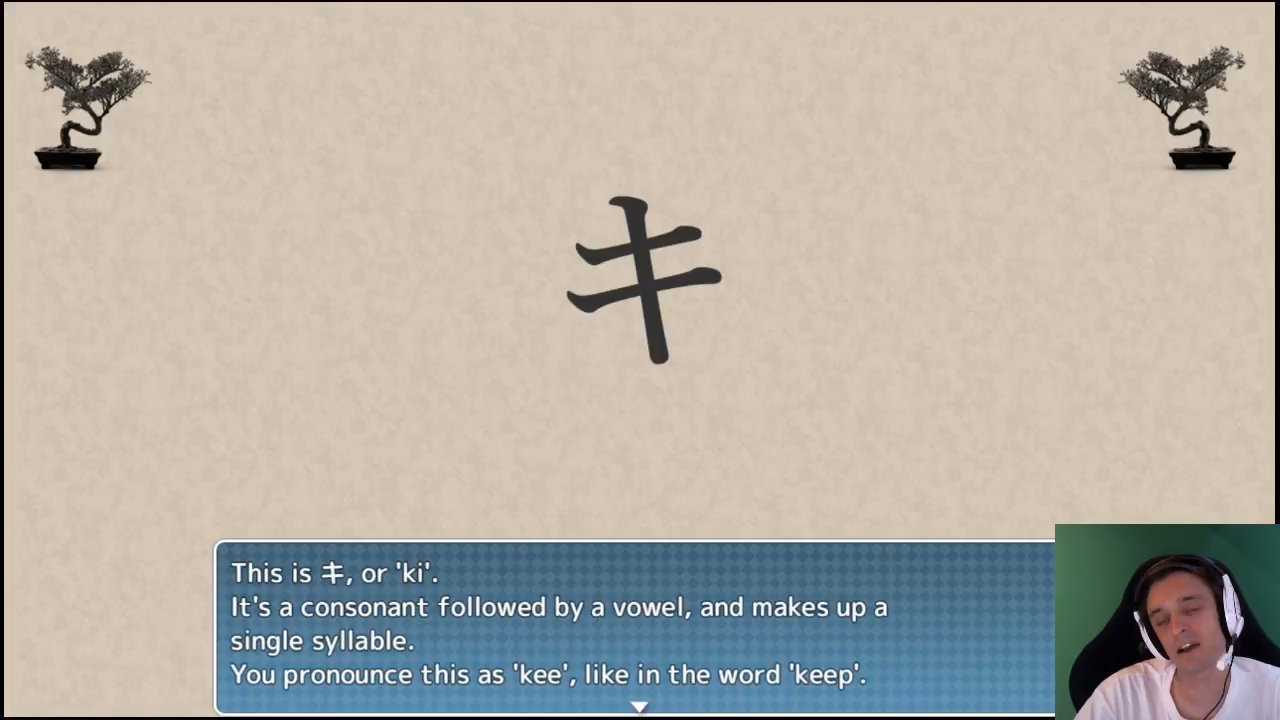 キ
This is キ, or 'ki'.
It's a consonant followed by a vowel, and makes up a
single syllable.
You pronounce this as 'kee', like in the word 'keep'.